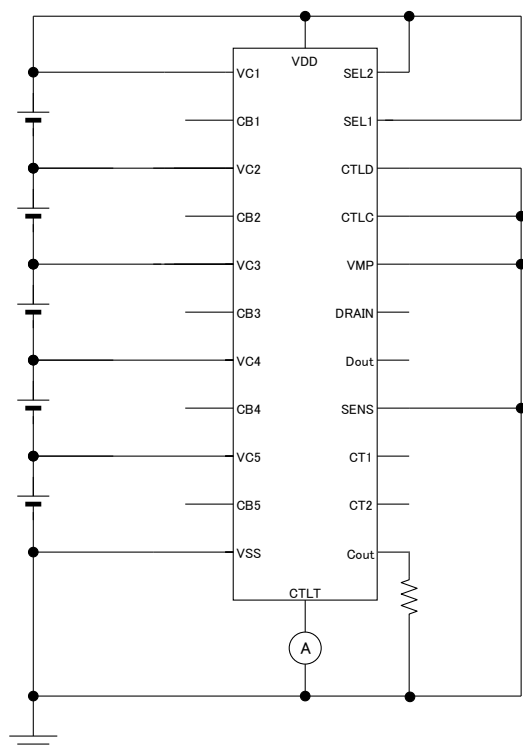 VDD
VC1
SEL2
CB1
SEL1
VC2
CTLD
CB2
CTLC
VC3
VMP
CB3
DRAIN
VC4
Dout
CB4
SENS
VC5
CT1
CB5
CT2
VSS
Cout
CTLT
A